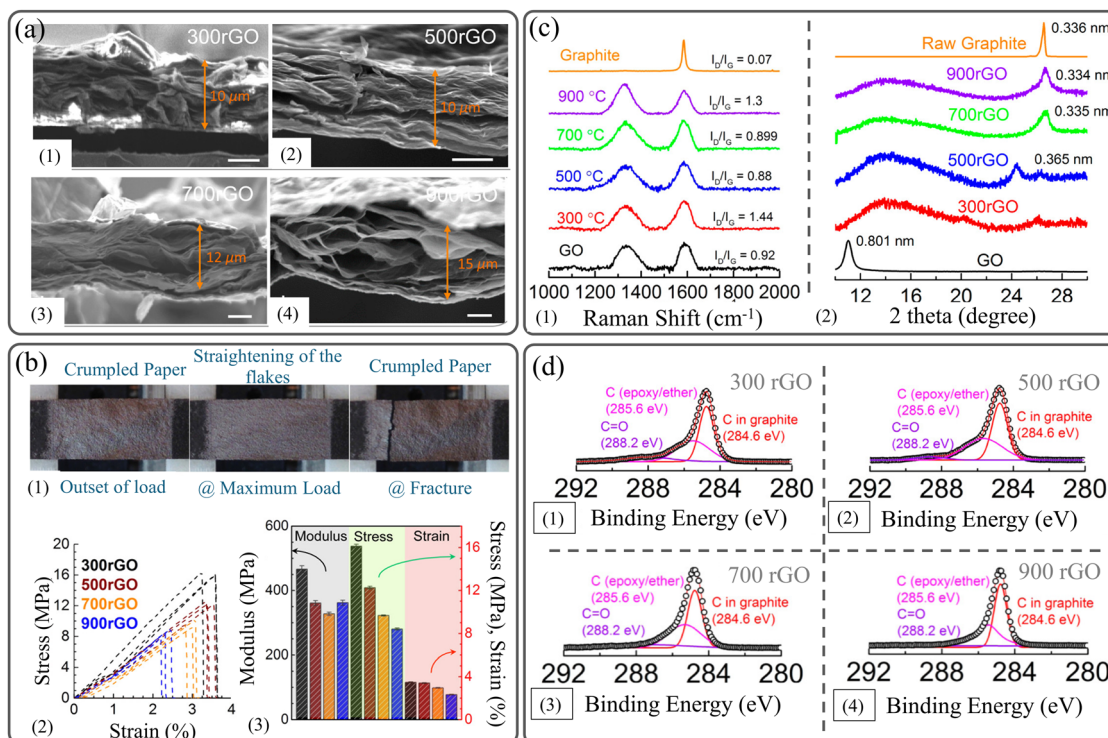 (a)
300rGO
10 μm
(1)
500rGO
10 μm
(2)
700rGO
12 μm
(3)
900rGO
15 μm
(4)
(b)
Crumpled Paper
Straightening of the
flakes
Crumpled Paper
(1)
Outset of load
@ Maximum Load
@ Fracture
20
16
12
8
4
0
Stress (MPa)
300rGO
500rGO
700rGO
900rGO
0
1
2
3
4
Strain (%)
(2)
600
400
200
0
Modulus (MPa)
Modulus
Stress
Strain
16
12
8
4
0
Stress (MPa), Strain (%)
(3)
(c)
Graphite
I_D/I_G = 0.07
900 °C
I_D/I_G = 1.3
700 °C
I_D/I_G = 0.899
500 °C
I_D/I_G = 0.88
300 °C
I_D/I_G = 1.44
GO
I_D/I_G = 0.92
1000 1200 1400 1600 1800 2000
(1)
Raman Shift (cm⁻¹)
0.336 nm
Raw Graphite
900rGO
0.334 nm
700rGO
0.335 nm
500rGO
0.365 nm
300rGO
0.801 nm
GO
11 16 21 26
(2)
2 theta (degree)
(d)
300 rGO
C (epoxy/ether)
(285.6 eV)
C=O
(288.2 eV)
C in graphite
(284.6 eV)
292 288 284 280
(1)
Binding Energy (eV)
500 rGO
C (epoxy/ether)
(285.6 eV)
C=O
(288.2 eV)
C in graphite
(284.6 eV)
292 288 284 280
(2)
Binding Energy (eV)
700 rGO
C (epoxy/ether)
(285.6 eV)
C=O
(288.2 eV)
C in graphite
(284.6 eV)
292 288 284 280
(3)
Binding Energy (eV)
900 rGO
C (epoxy/ether)
(285.6 eV)
C=O
(288.2 eV)
C in graphite
(284.6 eV)
292 288 284 280
(4)
Binding Energy (eV)